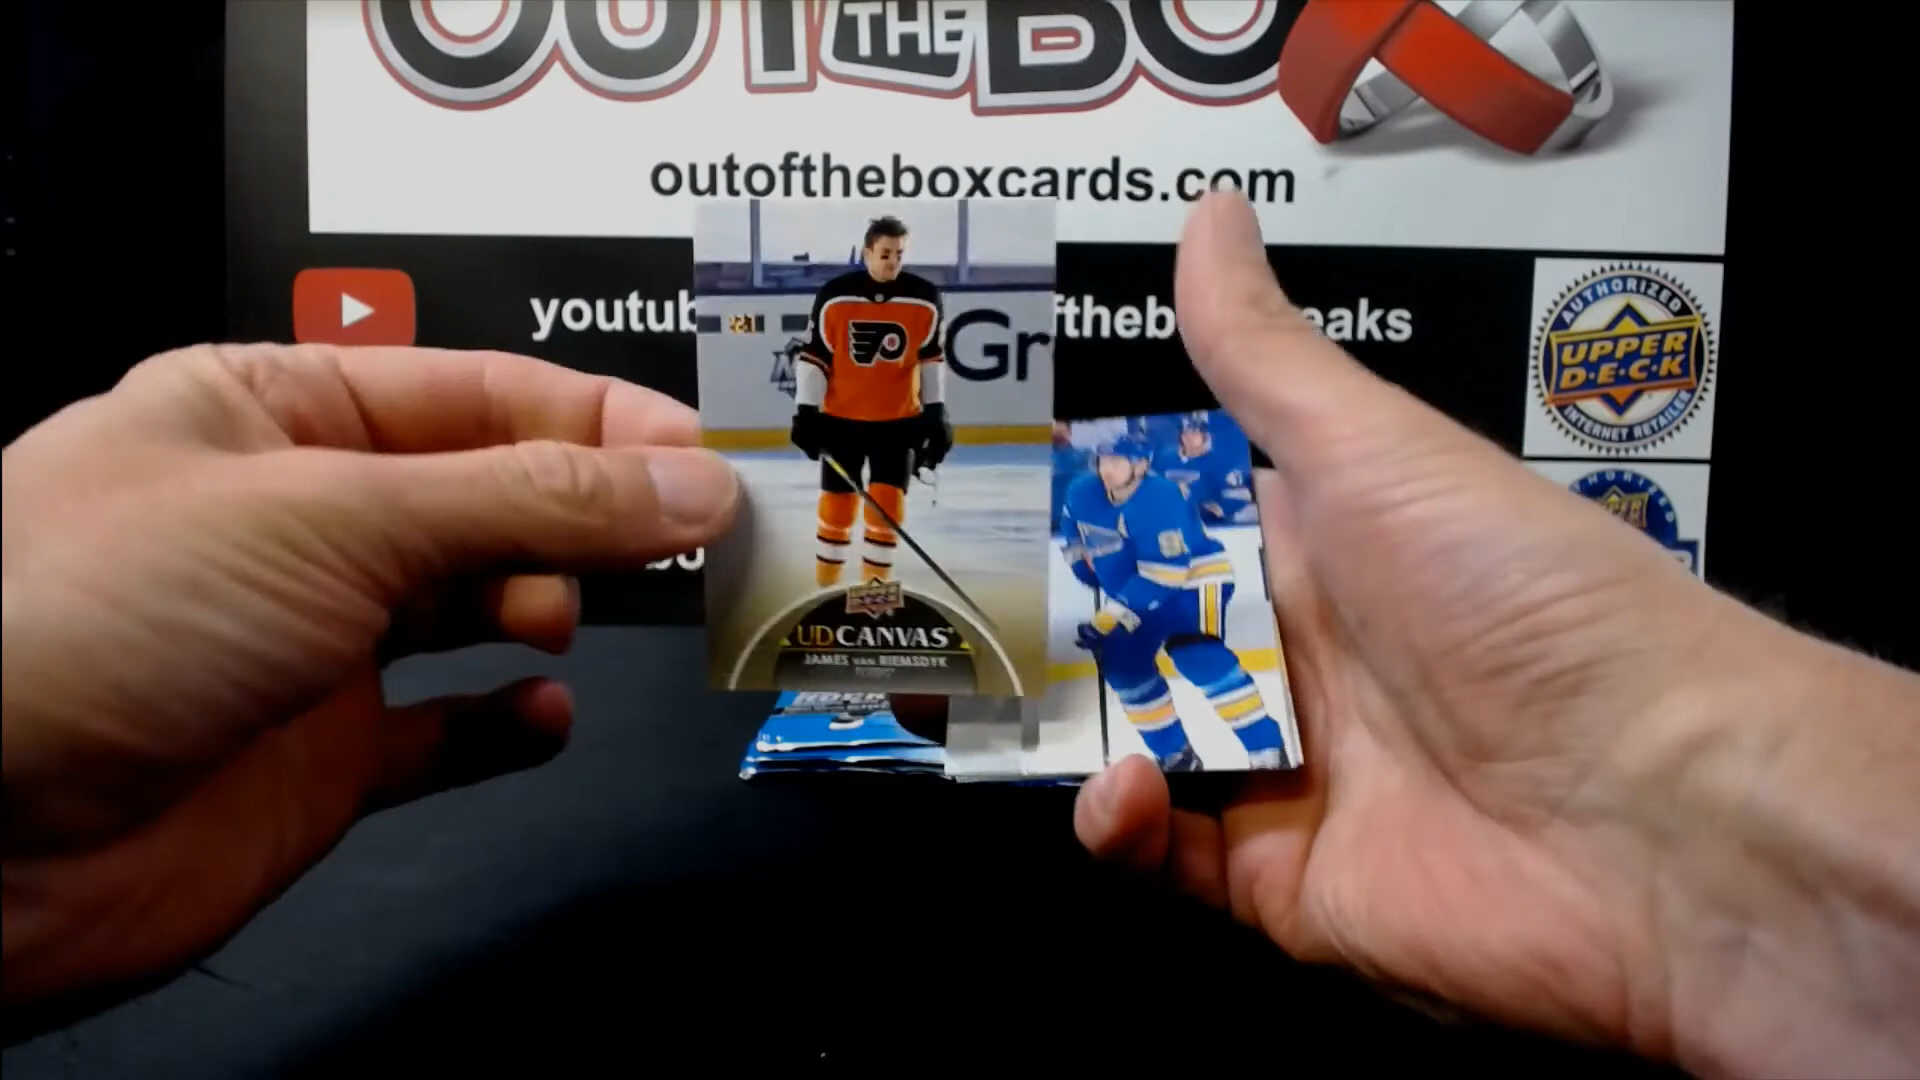 OUT THE BO
outoftheboxcards.com
youtub ftheb eaks
AUTHORIZED
UPPER
D·E·C·K
INTERNET RETAILER
221
Gr
UPPER
DECK
UD CANVAS
JAMES VAN RIEMSDYK